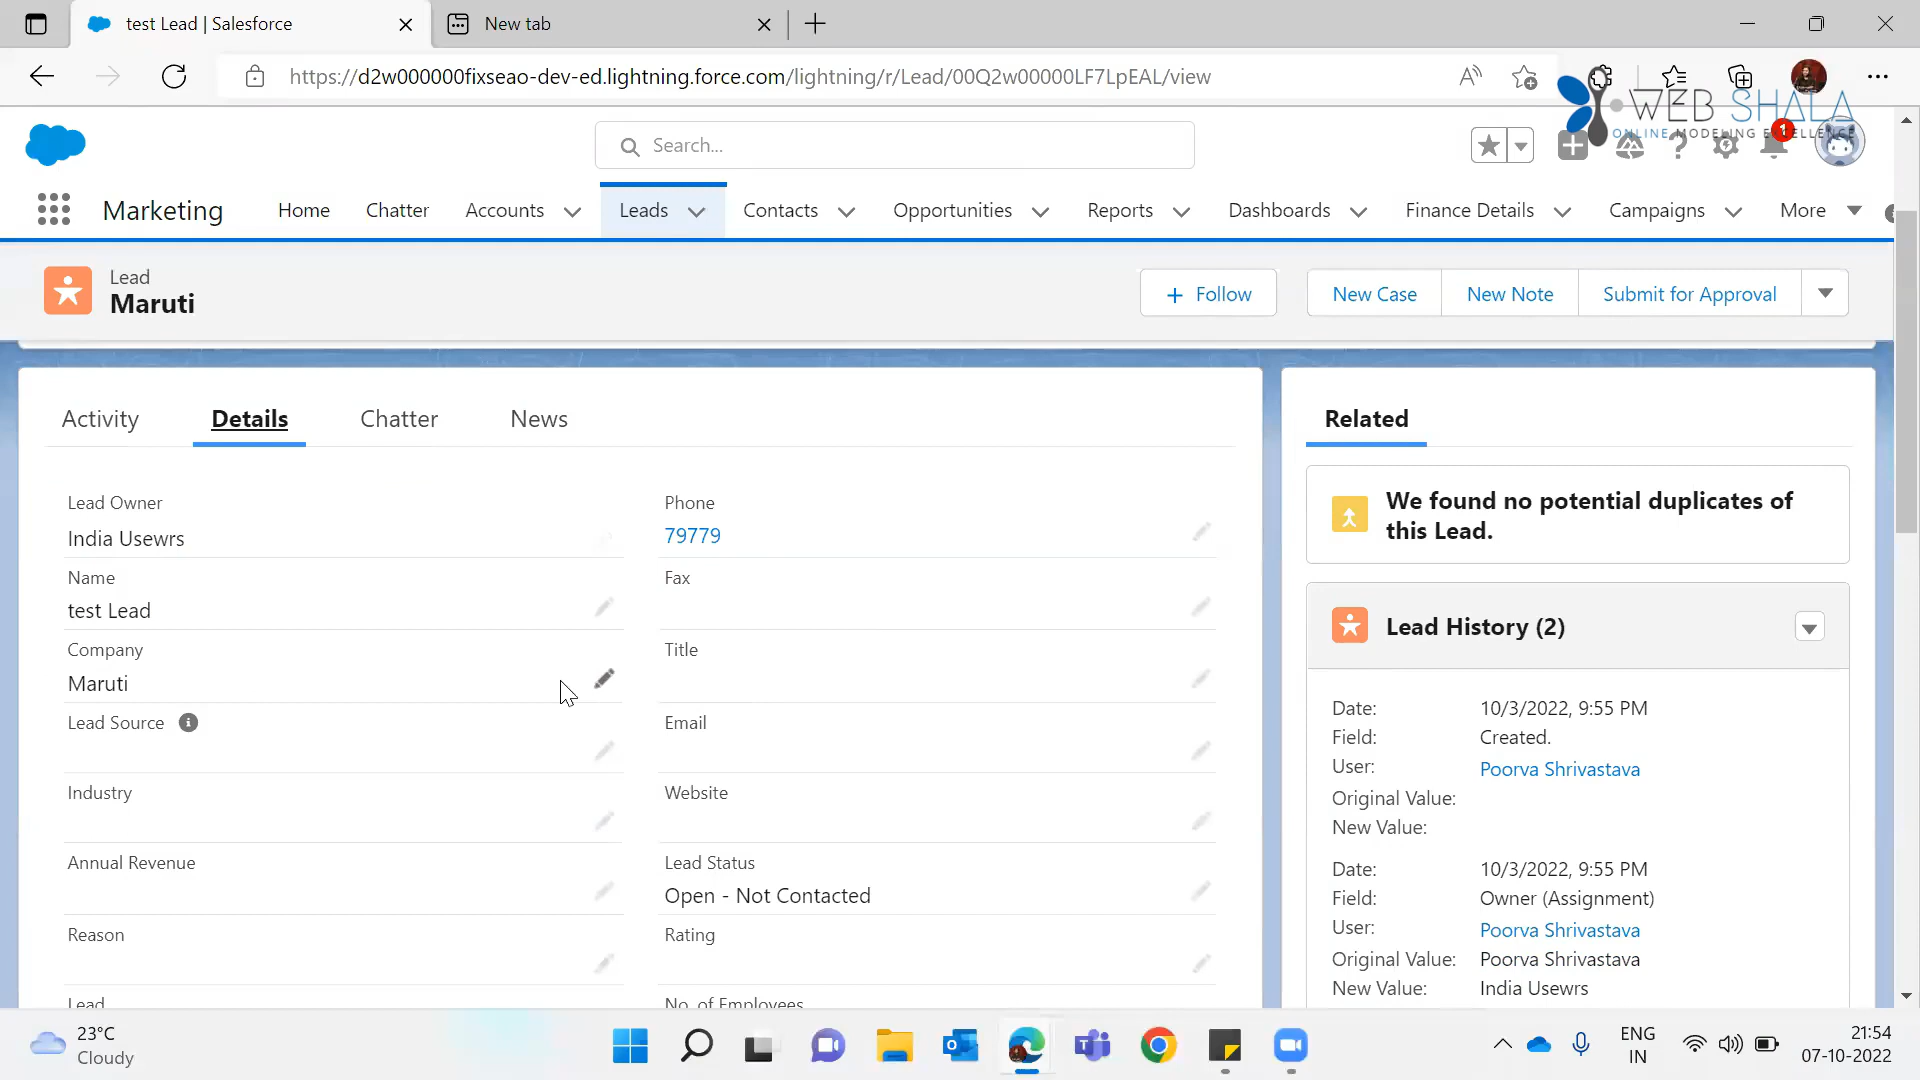 test Lead | Salesforce
New tab
https://d2w000000fixseao-dev-ed.lightning.force.com/lightning/r/Lead/00Q2w00000LF7LpEAL/view
WEB SHALA
ONLINE MODELING EXCELLENCE
Search...
1
Marketing
Home
Chatter
Accounts
Leads
Contacts
Opportunities
Reports
Dashboards
Finance Details
Campaigns
More
Lead
Maruti
+ Follow
New Case
New Note
Submit for Approval
Activity
Details
Chatter
News
Lead Owner
India Usewrs
Name
test Lead
Company
Maruti
Lead Source
Industry
Annual Revenue
Reason
Lead
Phone
79779
Fax
Title
Email
Website
Lead Status
Open - Not Contacted
Rating
No. of Employees
Related
We found no potential duplicates of
this Lead.
Lead History (2)
Date: 10/3/2022, 9:55 PM
Field: Created.
User: Poorva Shrivastava
Original Value:
New Value:
Date: 10/3/2022, 9:55 PM
Field: Owner (Assignment)
User: Poorva Shrivastava
Original Value: Poorva Shrivastava
New Value: India Usewrs
23°C
Cloudy
ENG
IN
21:54
07-10-2022